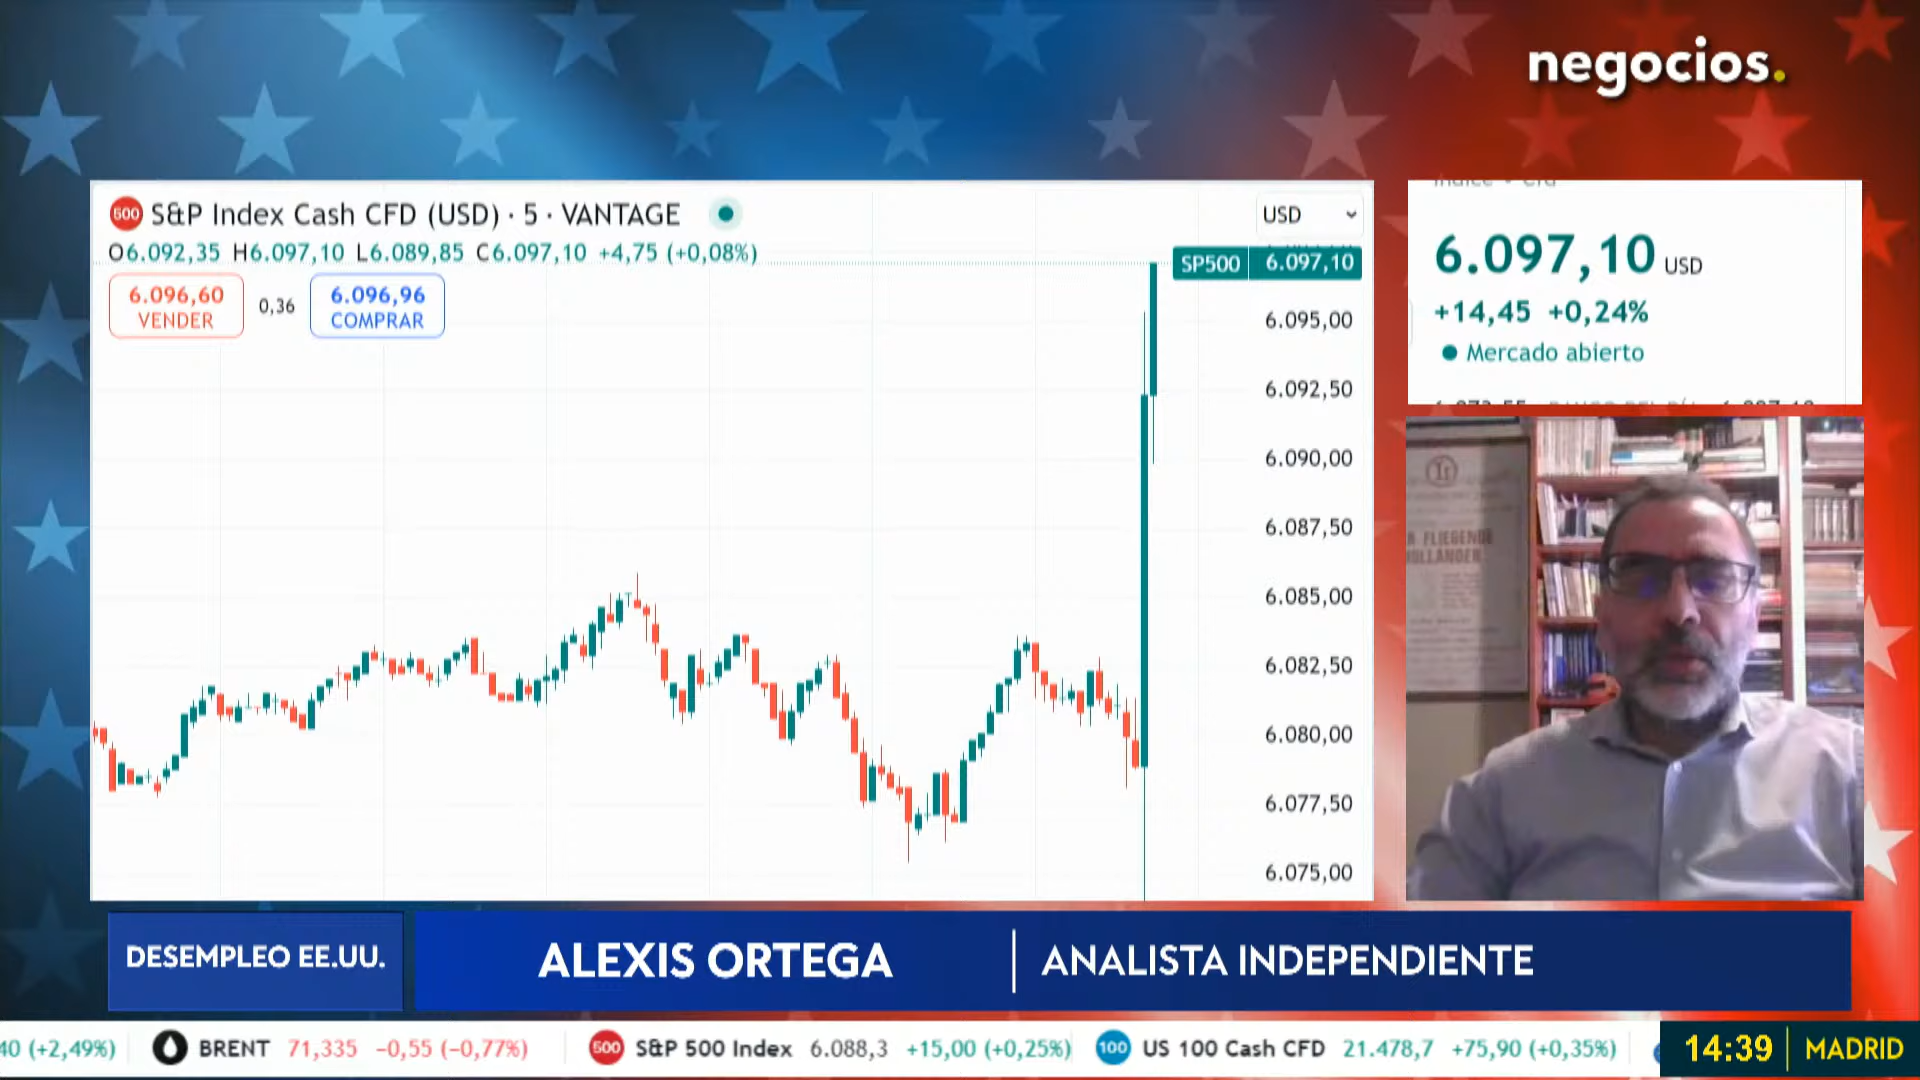 negocios.
500 S&P Index Cash CFD (USD) · 5 · VANTAGE
USD
O6.092,35 H6.097,10 L6.089,85 C6.097,10 +4,75 (+0,08%)
6.096,60
VENDER
0,36
6.096,96
COMPRAR
SP500 6.097,10
6.095,00
6.092,50
6.090,00
6.087,50
6.085,00
6.082,50
6.080,00
6.077,50
6.075,00
6.097,10 USD
+14,45 +0,24%
Mercado abierto
FLIEGENDE
DESEMPLEO EE.UU.
ALEXIS ORTEGA
ANALISTA INDEPENDIENTE
40 (+2,49%)
BRENT 71,335 −0,55 (−0,77%)
500 S&P 500 Index 6.088,3 +15,00 (+0,25%)
100 US 100 Cash CFD 21.478,7 +75,90 (+0,35%)
14:39 MADRID